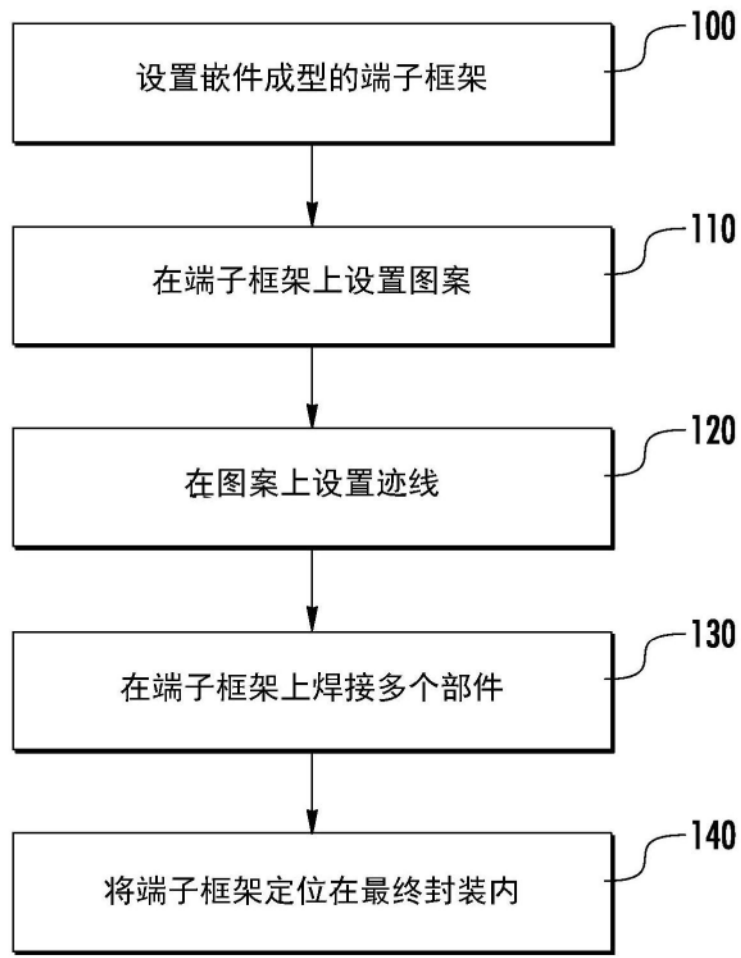 100
设置嵌件成型的端子框架
110
在端子框架上设置图案
120
在图案上设置迹线
130
在端子框架上焊接多个部件
140
将端子框架定位在最终封装内